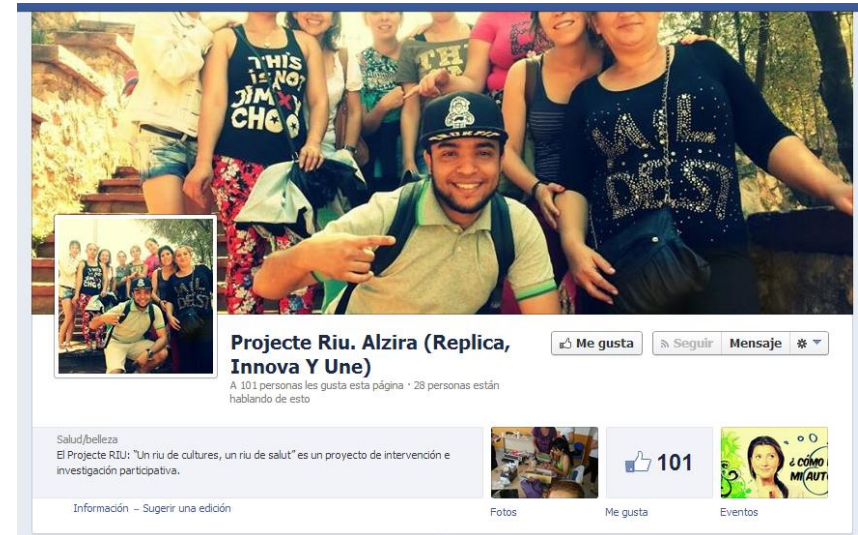 THIS
IS NOT
JIMMY
CHOO
TH
Projecte Riu. Alzira (Replica,
Innova Y Une)
Me gusta
Seguir
Mensaje
A 101 personas les gusta esta página · 28 personas están
hablando de esto
Salud/belleza
El Projecte RIU: "Un riu de cultures, un riu de salut" es un proyecto de intervención e
investigación participativa.
101
¿CÓMO
MI AUT
Información – Sugerir una edición
Fotos
Me gusta
Eventos